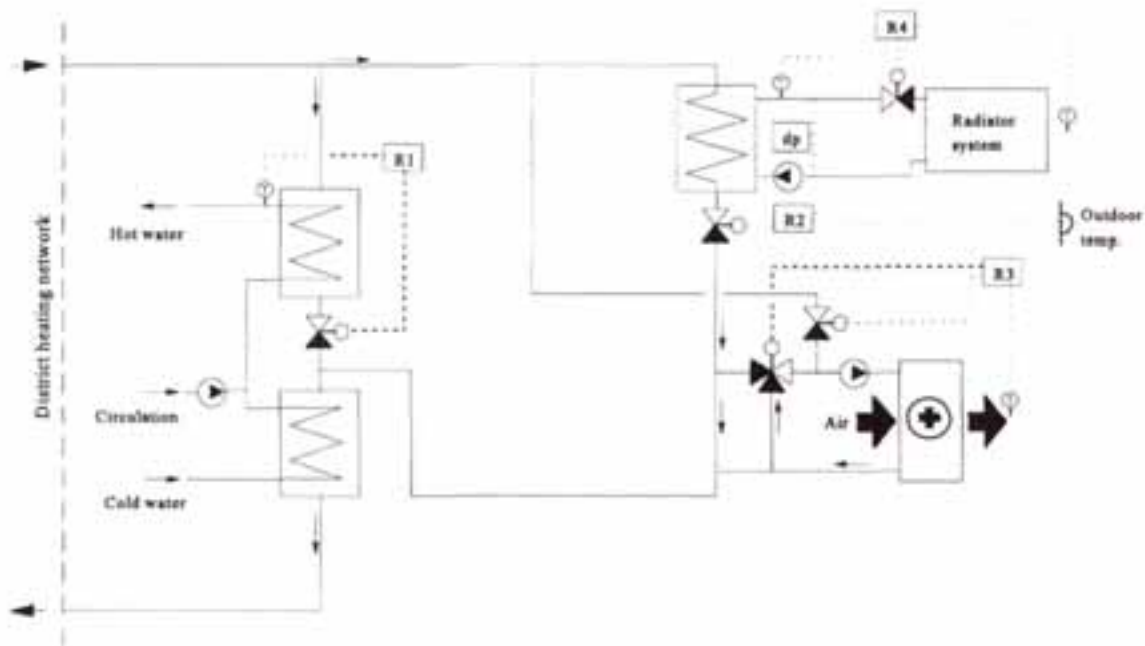 R4
Radiator
system
dp
R1
R2
Outdoor
temp.
Hot water
R3
District heating network
Circulation
Air
Cold water